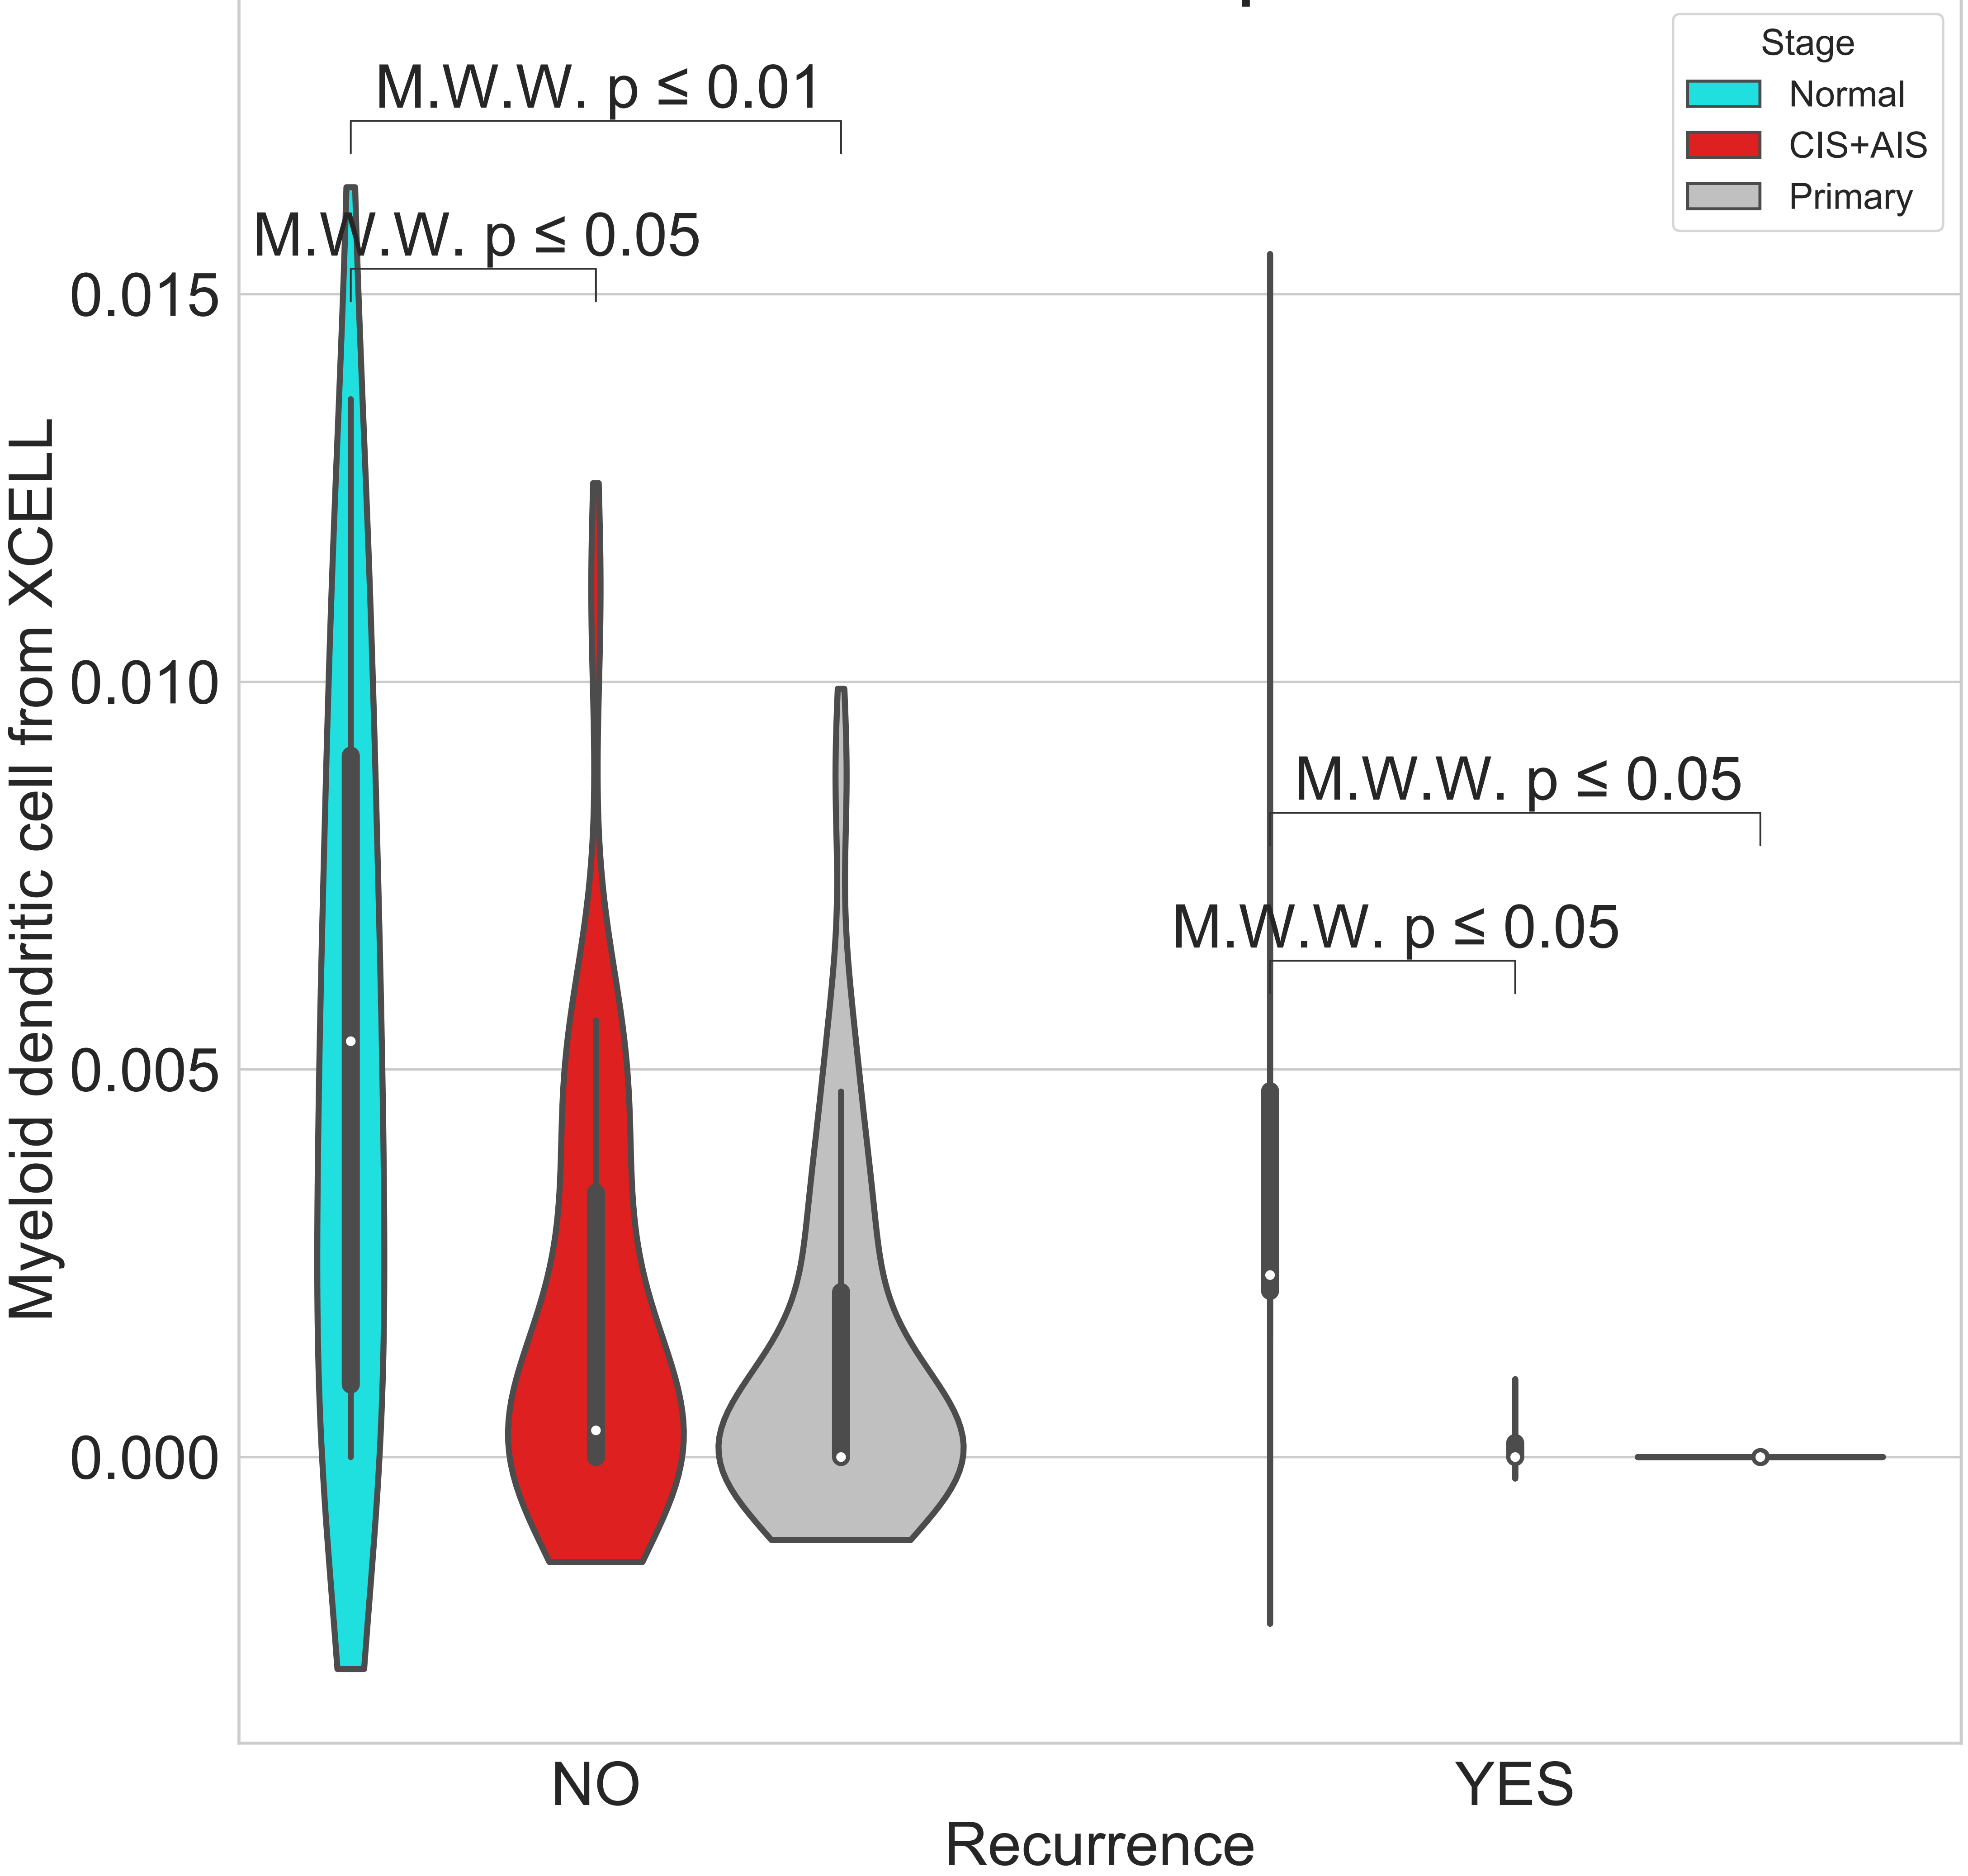 Stage
Normal
CIS+AIS
Primary
M.W.W. p ≤ 0.01
M.W.W. p ≤ 0.05
M.W.W. p ≤ 0.05
M.W.W. p ≤ 0.05
Myeloid dendritic cell from XCELL
0.015
0.010
0.005
0.000
NO
YES
Recurrence